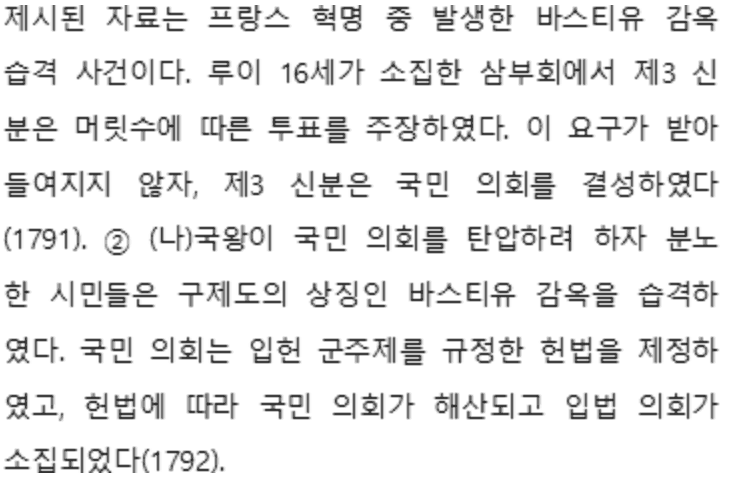 제시된 자료는 프랑스 혁명 중 발생한 바스티유 감옥
습격 사건이다. 루이 16세가 소집한 삼부회에서 제3 신
분은 머릿수에 따른 투표를 주장하였다. 이 요구가 받아
들여지지 않자, 제3 신분은 국민 의회를 결성하였다
(1791). ② (나)국왕이 국민 의회를 탄압하려 하자 분노
한 시민들은 구제도의 상징인 바스티유 감옥을 습격하
였다. 국민 의회는 입헌 군주제를 규정한 헌법을 제정하
였고, 헌법에 따라 국민 의회가 해산되고 입법 의회가
소집되었다(1792).